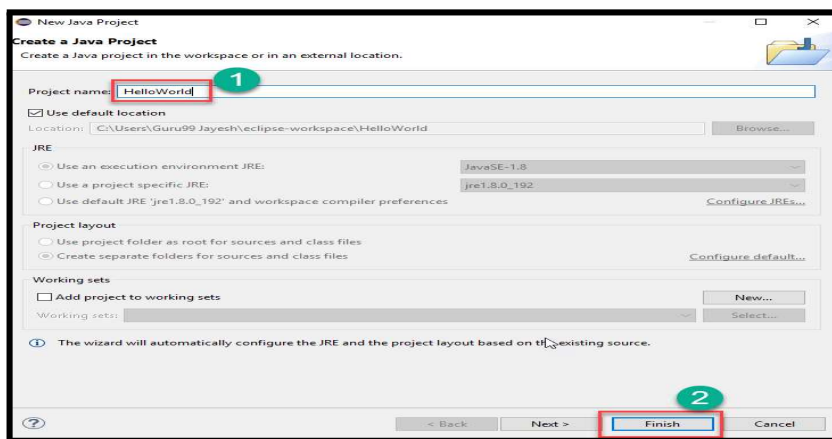 New Java Project
Create a Java Project
Create a Java project in the workspace or in an external location.
1
Project name: HelloWorld
Use default location
Location: C:\Users\Guru99 Jayesh\eclipse-workspace\HelloWorld Browse...
JRE
Use an execution environment JRE: JavaSE-1.8
Use a project specific JRE: jre1.8.0_192
Use default JRE 'jre1.8.0_192' and workspace compiler preferences Configure JREs...
Project layout
Use project folder as root for sources and class files
Create separate folders for sources and class files Configure default...
Working sets
Add project to working sets New...
Working sets: Select...
The wizard will automatically configure the JRE and the project layout based on the existing source.
2
? < Back Next > Finish Cancel